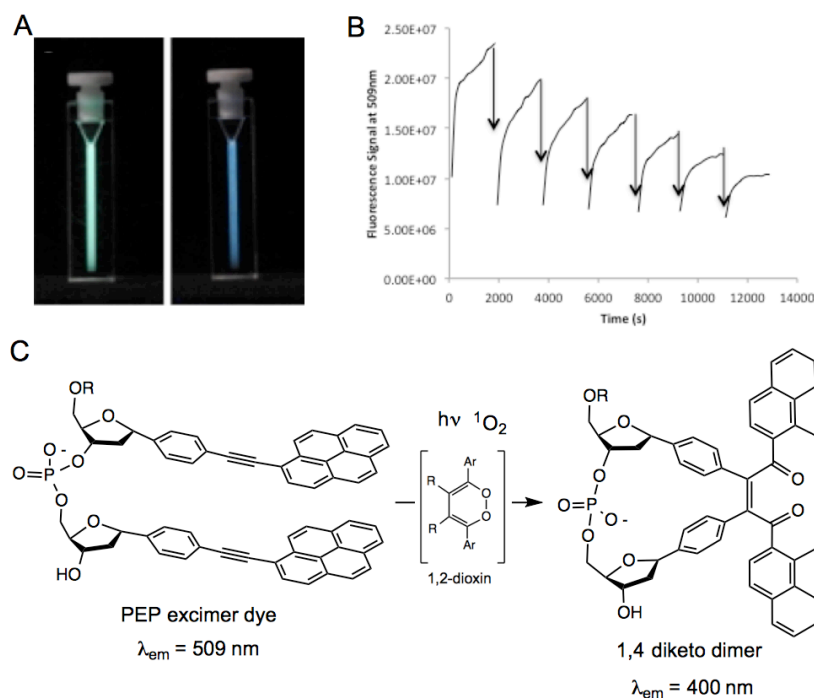 A
B
Fluorescence Signal at 509nm
2.50E+07
2.00E+07
1.50E+07
1.00E+07
5.00E+06
0.00E+00
0 2000 4000 6000 8000 10000 12000 14000
Time (s)
C
OR
O
O-
O=P
O
O
O
HO
PEP excimer dye
λem = 509 nm
hν ¹O₂
Ar
R
O
O
R
Ar
1,2-dioxin
OR
O
O
O
O=P
O-
O
O
O
OH
1,4 diketo dimer
λem = 400 nm